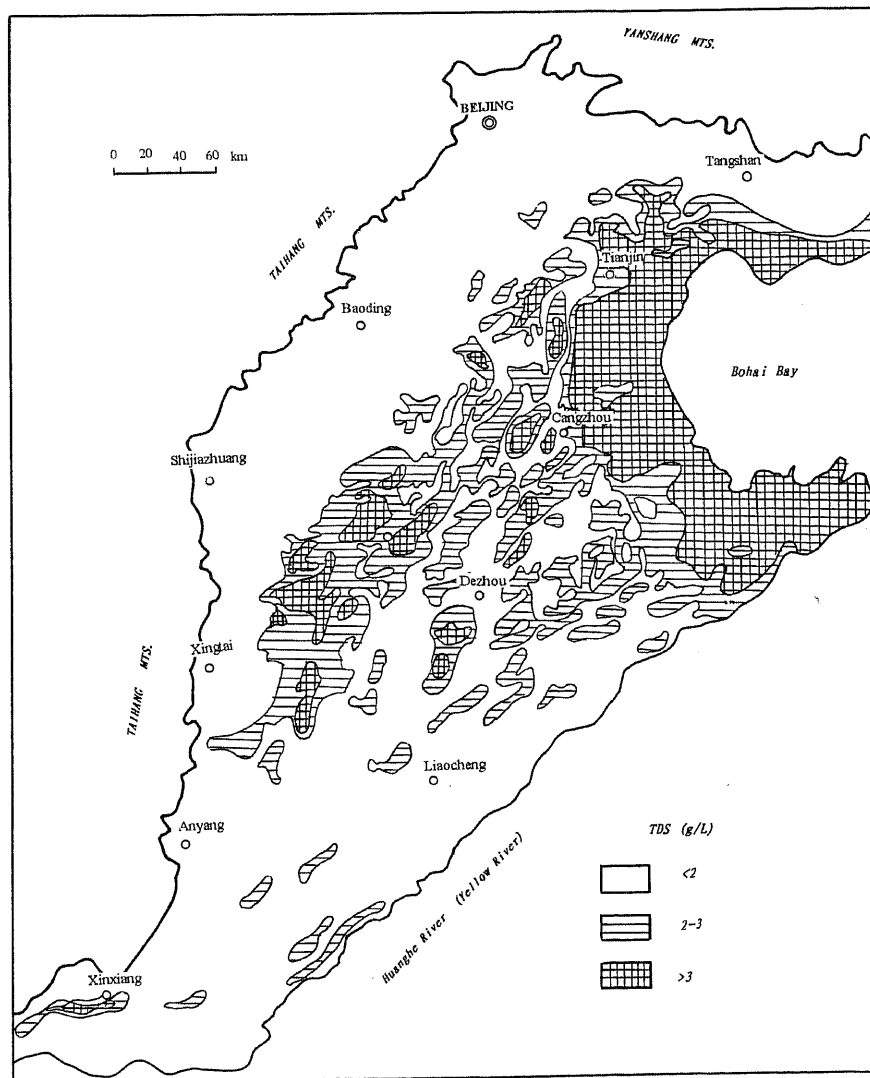 YANSHANG MTS.
BEIJING
0 20 40 60 km
Tangshan
TAIHANG MTS.
Tianjin
Baoding
Bohai Bay
Cangzhou
Shijiazhuang
Dezhou
Xingtai
TAIHANG MTS.
Liaocheng
Anyang
Huanghe River (Yellow River)
TDS (g/L)
<2
2-3
>3
Xinxiang